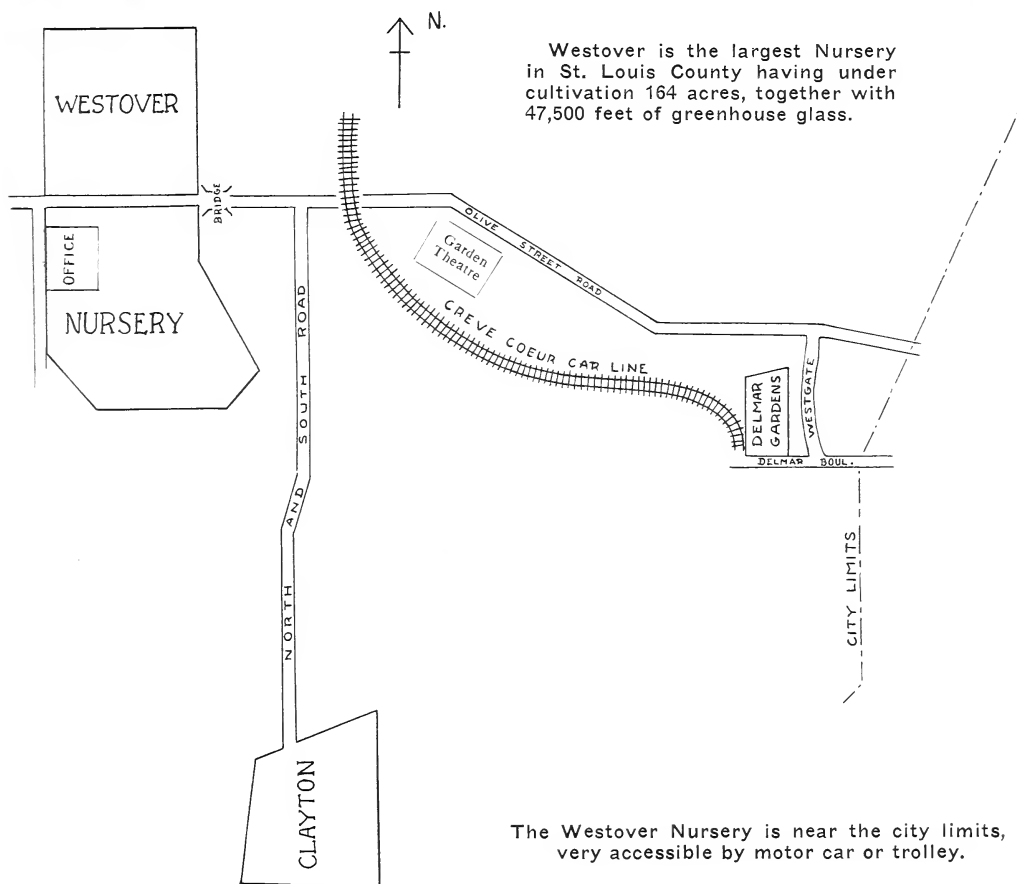 N.
Westover is the largest Nursery
in St. Louis County having under
cultivation 164 acres, together with
47,500 feet of greenhouse glass.
WESTOVER
BRIDGE
OFFICE
NURSERY
OLIVE STREET ROAD
Garden
Theatre
CREVE COEUR CAR LINE
NORTH AND SOUTH ROAD
DELMAR
GARDENS
WESTGATE
DELMAR BOUL.
CITY LIMITS
CLAYTON
The Westover Nursery is near the city limits,
very accessible by motor car or trolley.